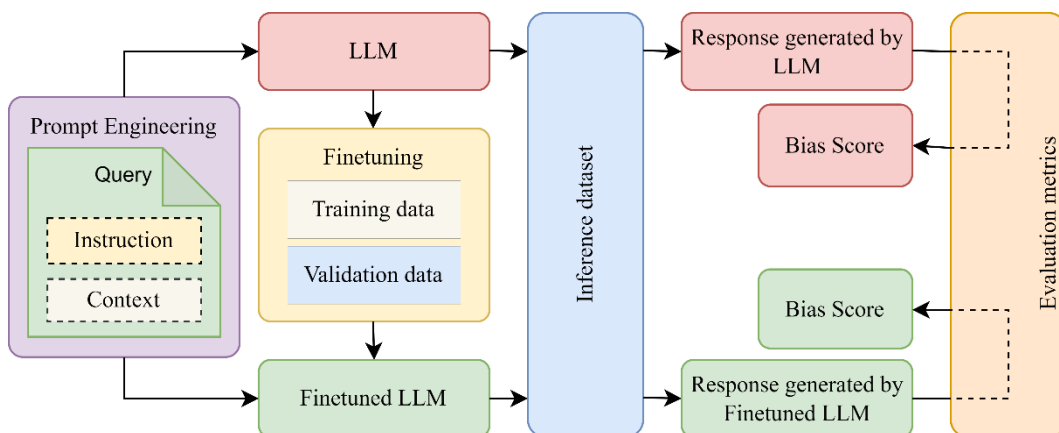 Prompt Engineering
Query
Instruction
Context
LLM
Finetuning
Training data
Validation data
Finetuned LLM
Inference dataset
Response generated by
LLM
Bias Score
Bias Score
Response generated by
Finetuned LLM
Evaluation metrics